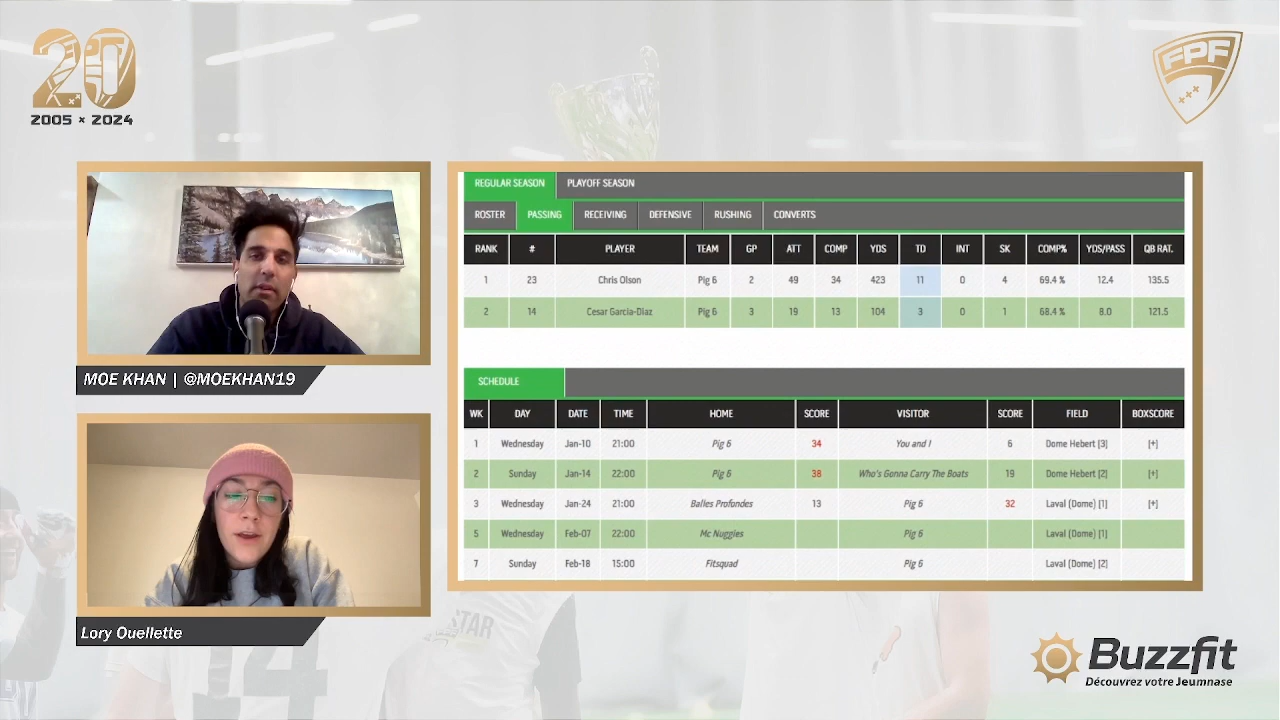 20
2005 × 2024
FPF
MOE KHAN | @MOEKHAN19
Lory Ouellette
REGULAR SEASON PLAYOFF SEASON
ROSTER PASSING RECEIVING DEFENSIVE RUSHING CONVERTS
RANK # PLAYER TEAM GP ATT COMP YDS TD INT SK COMP% YDS/PASS QB RAT.
1 23 Chris Olson Pig 6 2 49 34 423 11 0 4 69.4 % 12.4 135.5
2 14 Cesar Garcia-Diaz Pig 6 3 19 13 104 3 0 1 68.4 % 8.0 121.5
SCHEDULE
WK DAY DATE TIME HOME SCORE VISITOR SCORE FIELD BOXSCORE
1 Wednesday Jan-10 21:00 Pig 6 34 You and I 6 Dome Hebert [3] [+]
2 Sunday Jan-14 22:00 Pig 6 38 Who's Gonna Carry The Boats 19 Dome Hebert [2] [+]
3 Wednesday Jan-24 21:00 Balles Profondes 13 Pig 6 32 Laval (Dome) [1] [+]
5 Wednesday Feb-07 22:00 Mc Nuggies Pig 6 Laval (Dome) [1]
7 Sunday Feb-18 15:00 Fitsquad Pig 6 Laval (Dome) [2]
STAR
14
Buzzfit
Découvrez votre Jeumnase